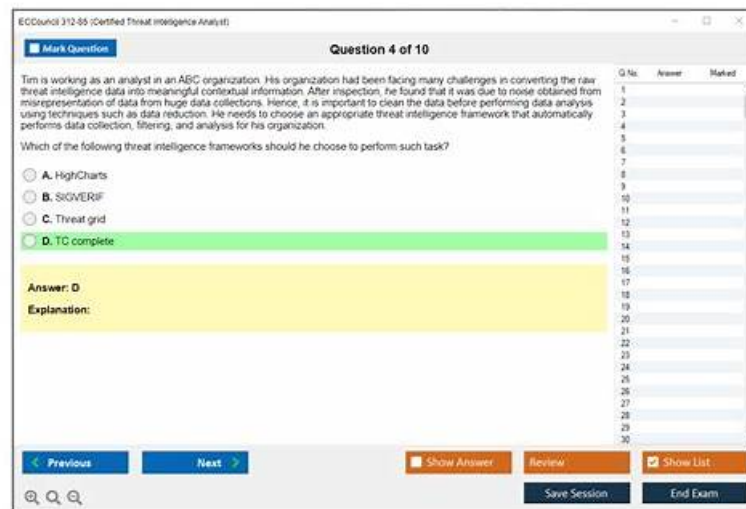 ECCouncil 312-85 (Certified Threat Intelligence Analyst)
Mark Question
Question 4 of 10
Q.No. Answer Marked
Tim is working as an analyst in an ABC organization. His organization had been facing many challenges in converting the raw
threat intelligence data into meaningful contextual information. After inspection, he found that it was due to noise obtained from
misrepresentation of data from huge data collections. Hence, it is important to clean the data before performing data analysis
using techniques such as data reduction. He needs to choose an appropriate threat intelligence framework that automatically
performs data collection, filtering, and analysis for his organization.
Which of the following threat intelligence frameworks should he choose to perform such task?
A. HighCharts
B. SIGVERIF
C. Threat grid
D. TC complete
Answer: D
Explanation:
1
2
3
4
5
6
7
8
9
10
11
12
13
14
15
16
17
18
19
20
21
22
23
24
25
26
27
28
29
30
Previous
Next
Show Answer
Review
Show List
Save Session
End Exam